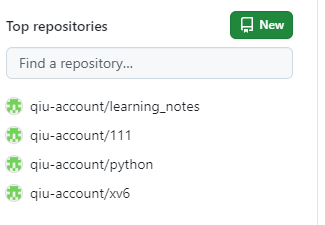 Top repositories
New
Find a repository...
qiu-account/learning_notes
qiu-account/111
qiu-account/python
qiu-account/xv6